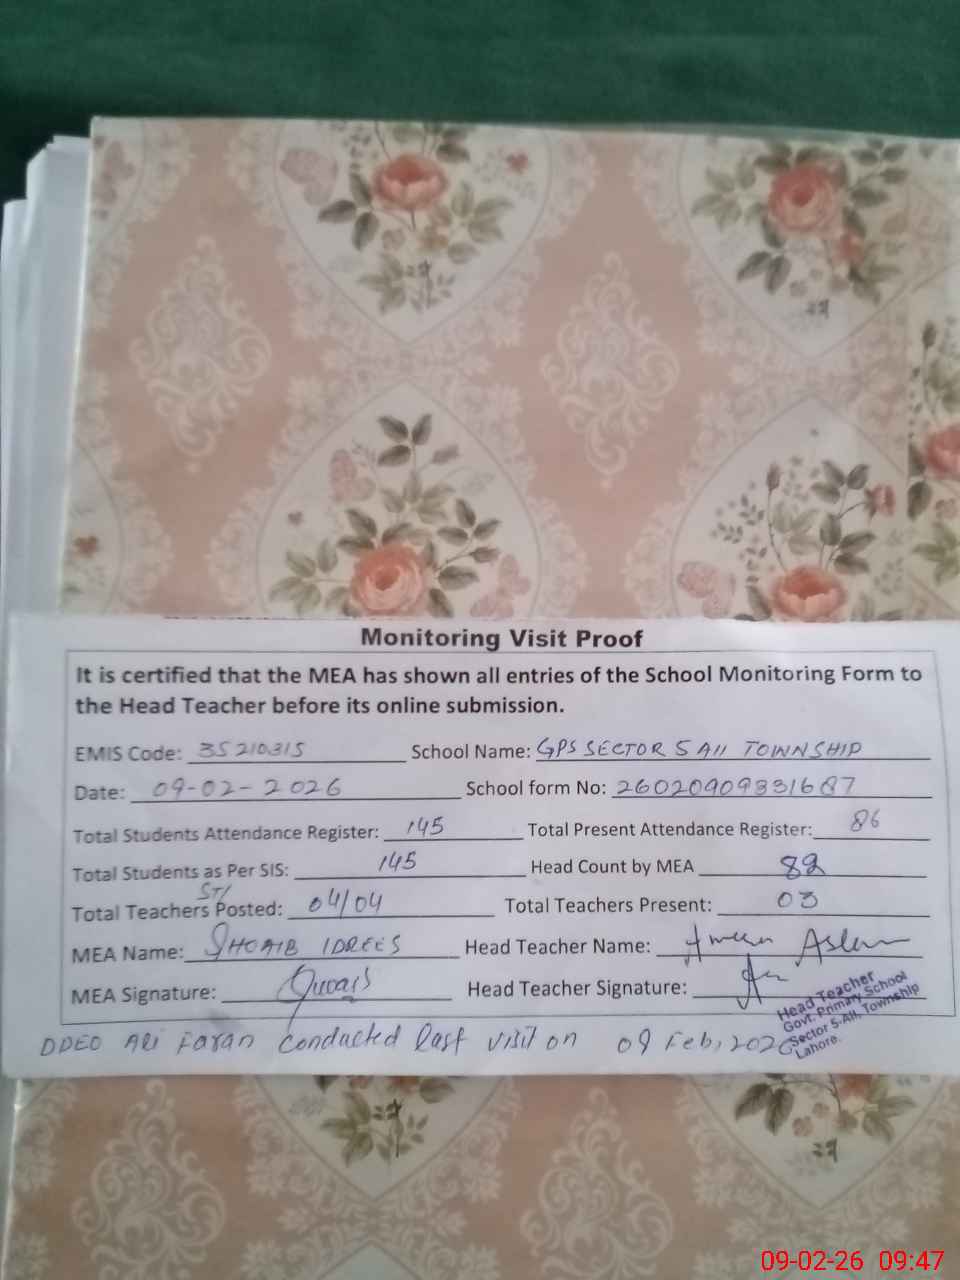 Monitoring Visit Proof
It is certified that the MEA has shown all entries of the School Monitoring Form to
the Head Teacher before its online submission.
EMIS Code: 35210315 School Name: GPS SECTOR 5 AII TOWNSHIP
Date: 09-02-2026 School form No: 26020909331687
Total Students Attendance Register: 145 Total Present Attendance Register: 86
Total Students as Per SIS: 145 Head Count by MEA 82
STI
Total Teachers Posted: 04/04 Total Teachers Present: 03
MEA Name: SHOAIB IDREES Head Teacher Name: Aslam
MEA Signature: Head Teacher Signature:
Head Teacher
Govt. Primary School
Sector 5-AII, Township
Lahore.
DDEO Ali Faran conducted last visit on 09 Feb, 2026
09-02-26 09:47